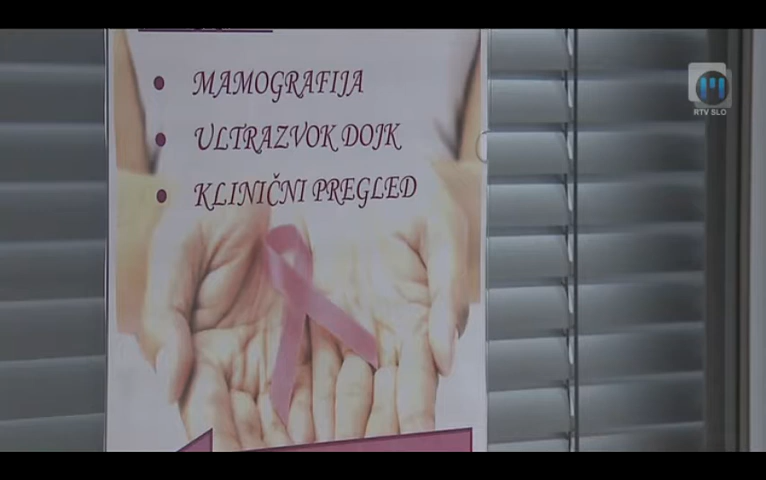 • MAMOGRAFIJA
• ULTRAZVOK DOJK
• KLINIČNI PREGLED
RTV SLO